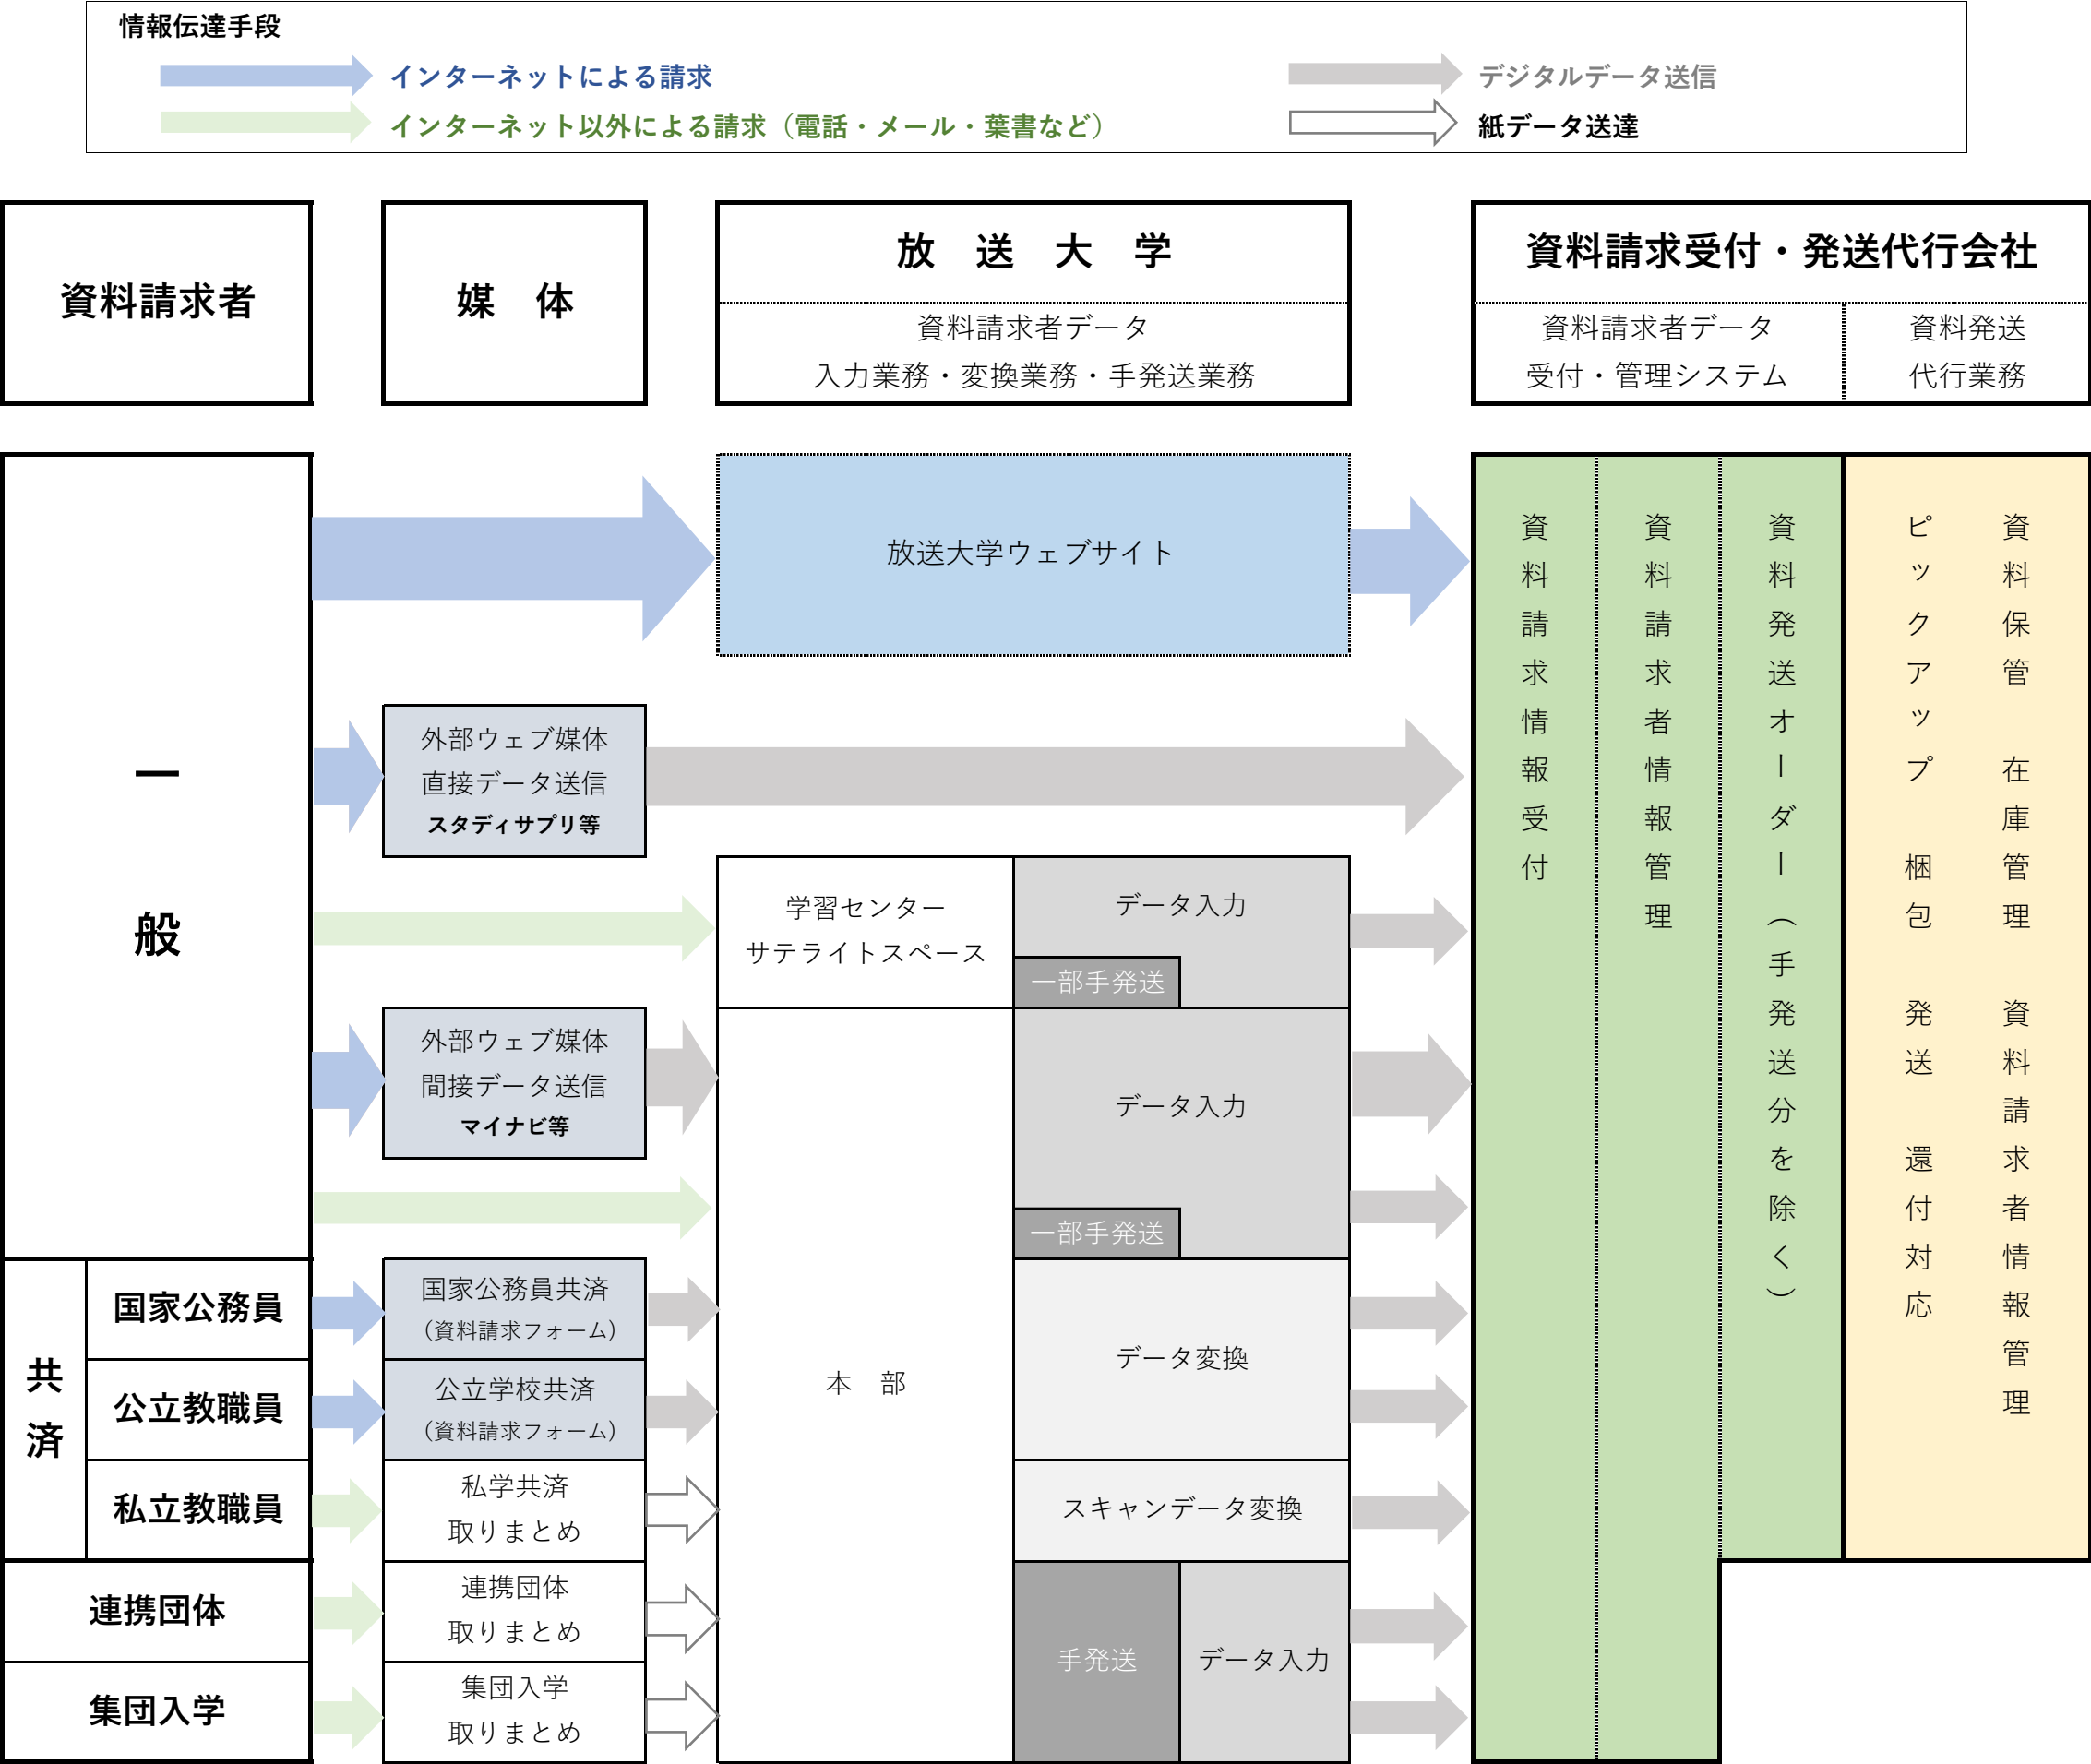 情報伝達手段
インターネットによる請求
デジタルデータ送信
インターネット以外による請求（電話・メール・葉書など）
紙データ送達
資料請求者
媒　体
放　送　大　学
資料請求者データ
入力業務・変換業務・手発送業務
資料請求受付・発送代行会社
資料請求者データ
受付・管理システム
資料発送
代行業務
一般
放送大学ウェブサイト
外部ウェブ媒体
直接データ送信
スタディサプリ等
学習センター
サテライトスペース
データ入力
一部手発送
外部ウェブ媒体
間接データ送信
マイナビ等
データ入力
一部手発送
本　部
共済
国家公務員
国家公務員共済
（資料請求フォーム）
データ変換
公立教職員
公立学校共済
（資料請求フォーム）
私立教職員
私学共済
取りまとめ
スキャンデータ変換
連携団体
連携団体
取りまとめ
手発送
データ入力
集団入学
集団入学
取りまとめ
資料請求情報受付
資料請求者情報管理
資料発送オーダー（手発送分を除く）
資料保管　在庫管理　資料請求者情報管理
ピックアップ　梱包　発送　還付対応